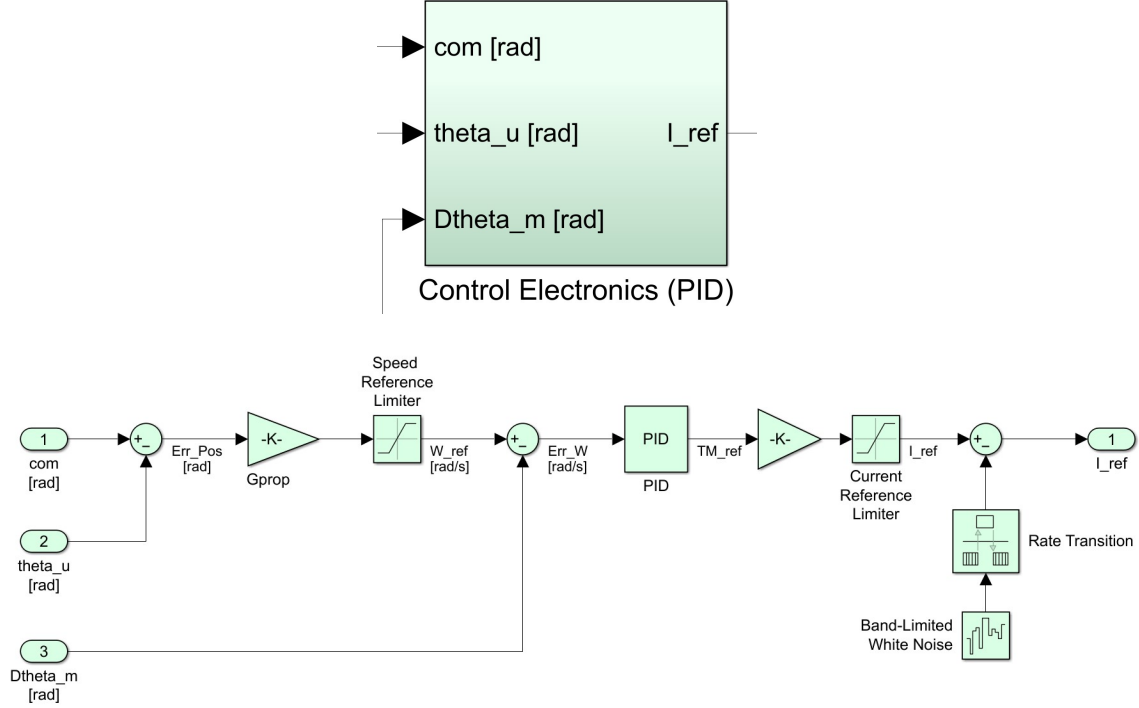 com [rad]
theta_u [rad]
I_ref
Dtheta_m [rad]
Control Electronics (PID)
Speed
Reference
Limiter
1
com
[rad]
+
_
Err_Pos
[rad]
-K-
Gprop
W_ref
[rad/s]
+
_
Err_W
[rad/s]
PID
PID
TM_ref
-K-
Current
Reference
Limiter
I_ref
+
_
1
I_ref
2
theta_u
[rad]
Rate Transition
Band-Limited
White Noise
3
Dtheta_m
[rad]